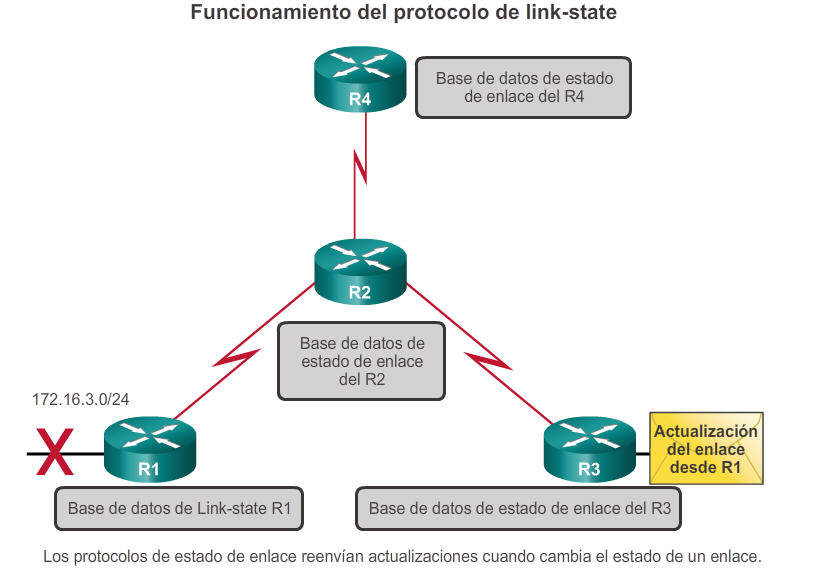 Funcionamiento del protocolo de link-state
R4
Base de datos de estado
de enlace del R4
R2
Base de datos de
estado de enlace
del R2
172.16.3.0/24
X
R1
R3
Actualización
del enlace
desde R1
Base de datos de Link-state R1
Base de datos de estado de enlace del R3
Los protocolos de estado de enlace reenvían actualizaciones cuando cambia el estado de un enlace.